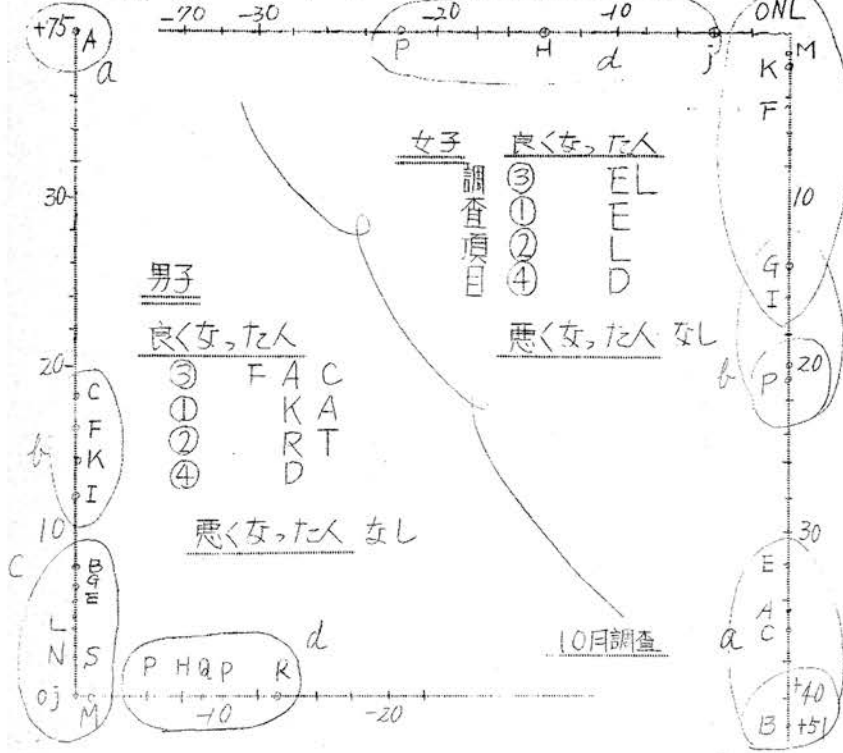 +75 A
a
-70 -30 -20 -10
P H d j
ONL
M
K
F
10
G
I
b P 20
30
E
A
a C
+40
B +51
女子 良くなった人
調査項目
③ E L
① E
② L
④ D
悪くなった人 なし
男子
良くなった人
③ F A C
① K A
② R T
④ D
悪くなった人 なし
30
20
C
F
b K
I
10
C B
G
E
L
N S
0 j
M
P H Q P R d
-10 -20
10月調査